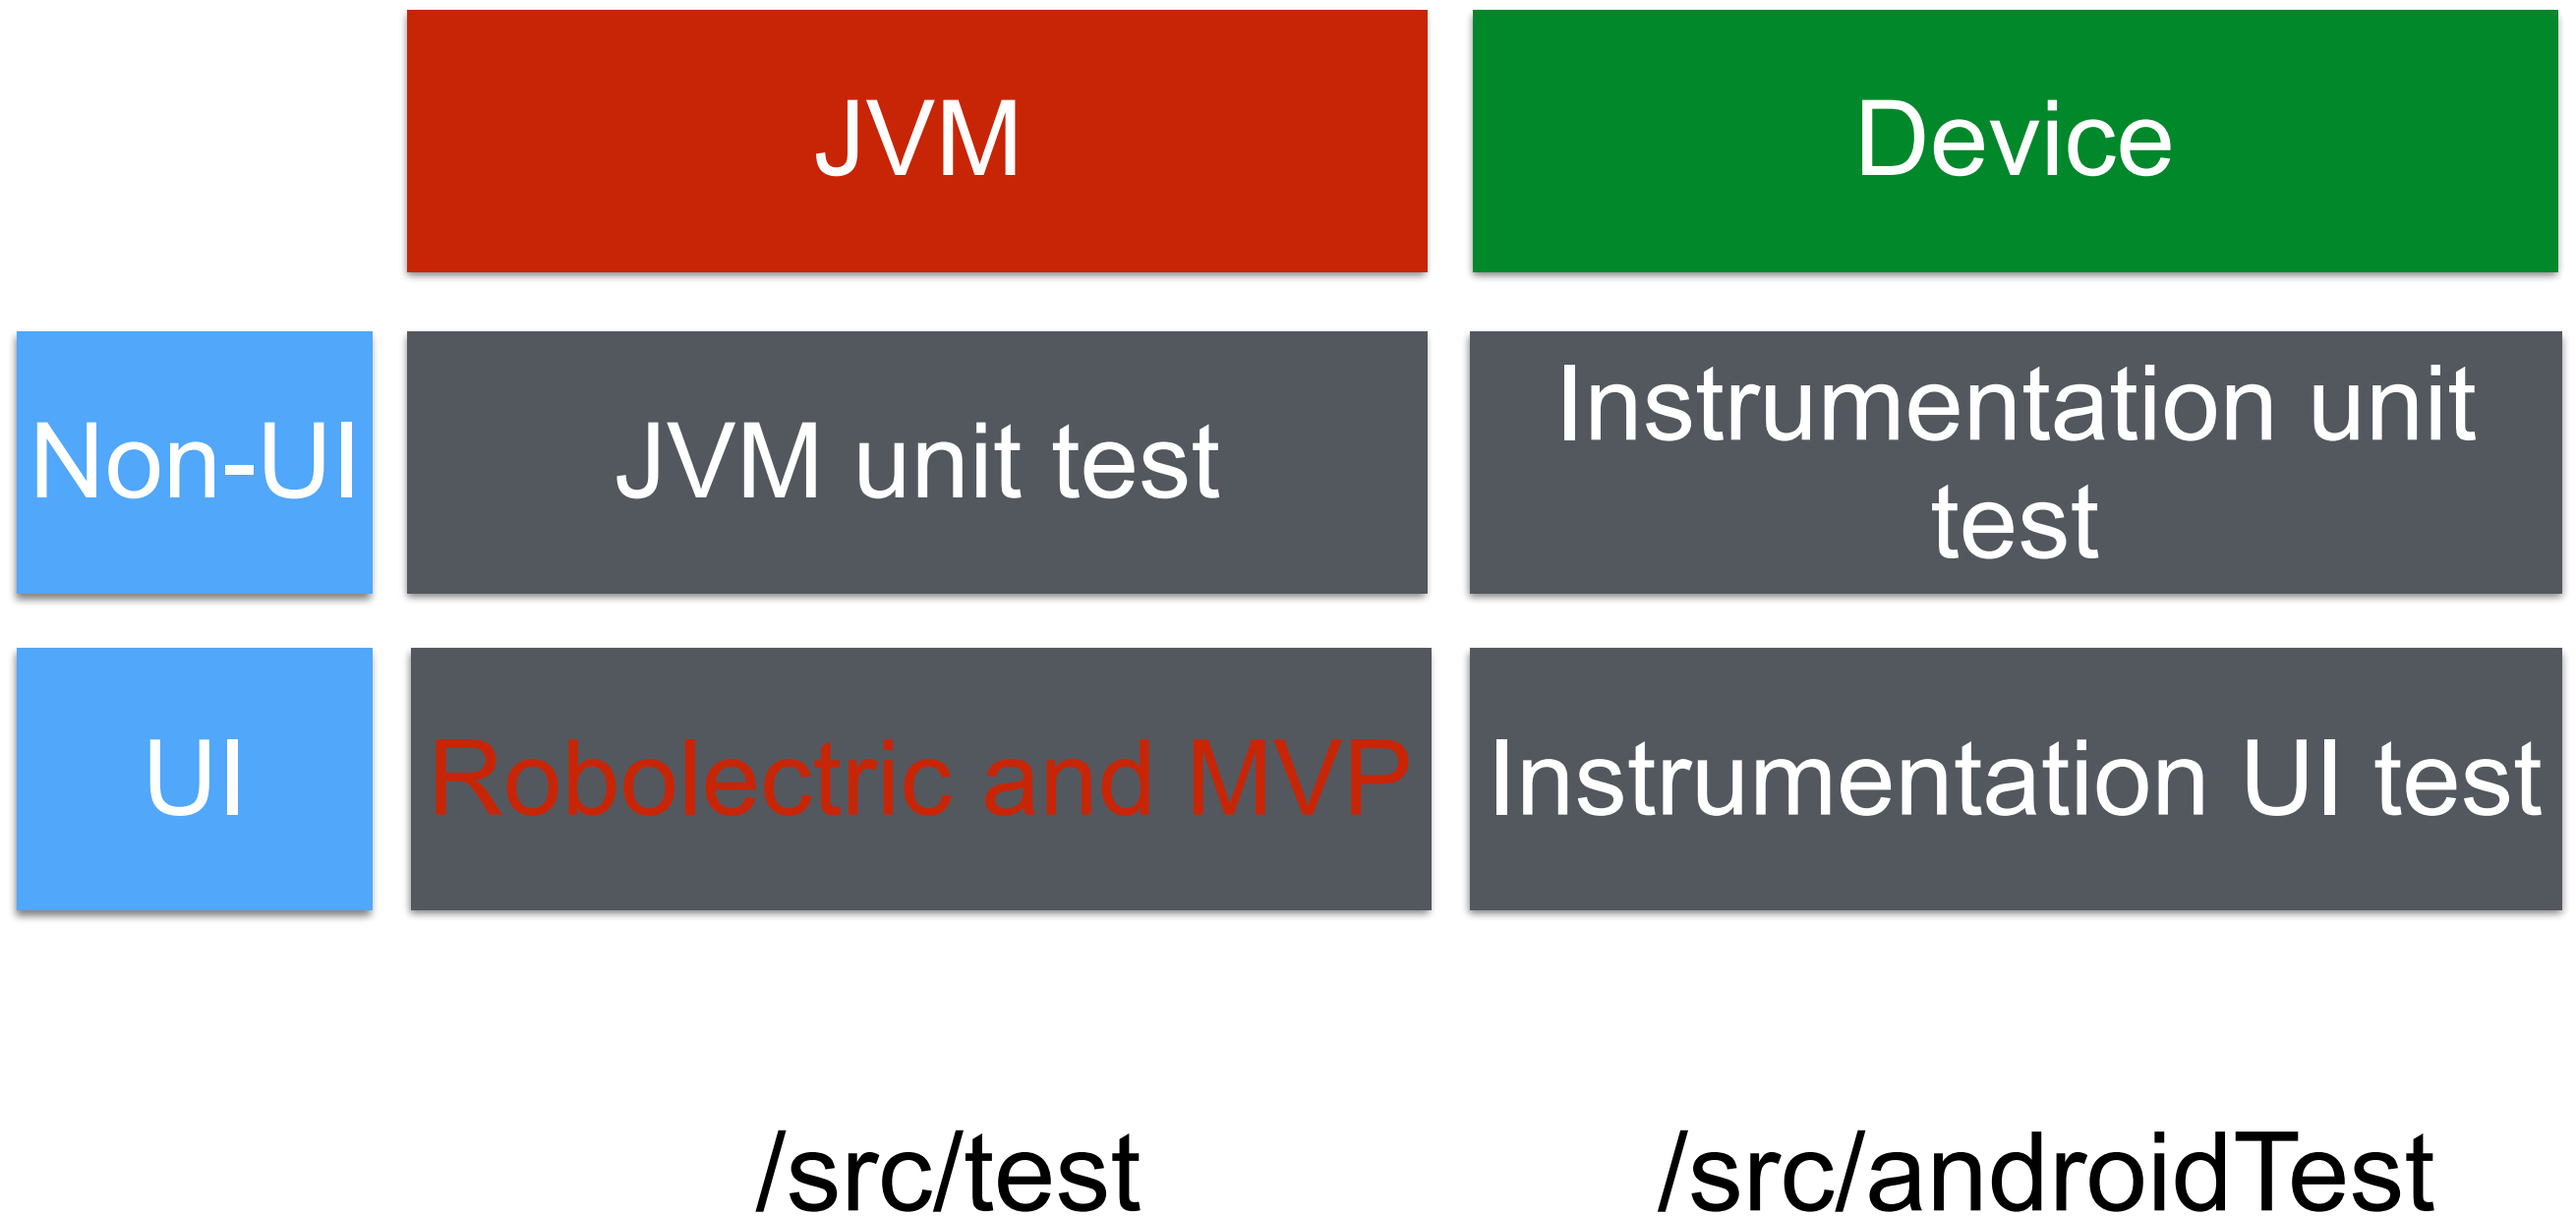 JVM
Device
Non-UI
JVM unit test
Instrumentation unit
test
UI
Robolectric and MVP
Instrumentation UI test
/src/test
/src/androidTest